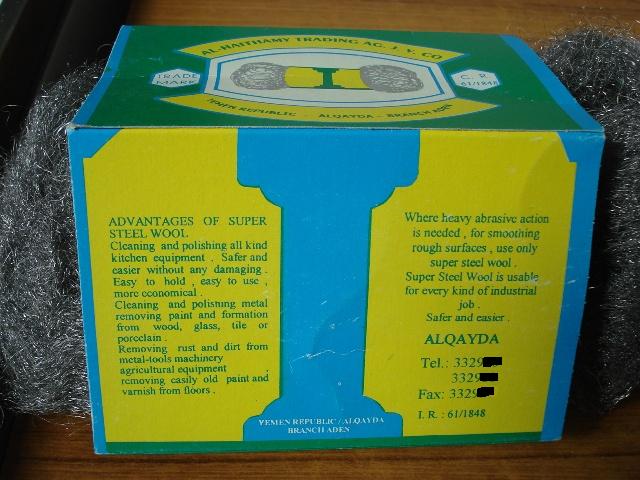 AL-HAITHAMY TRADING AG. J. V. CO
TRADE
MARK
C. R.
61/1848
YEMEN REPUBLIC - ALQAYDA - BRANCH ADEN
ADVANTAGES OF SUPER
STEEL WOOL
Cleaning and polishing all kind
kitchen equipment . Safer and
easier without any damaging .
Easy to hold , easy to use ,
more economical .
Cleaning and polishing metal
removing paint and formation
from wood, glass, tile or
porcelain .
Removing rust and dirt from
metal-tools machinery
agricultural equipment ,
removing easily old paint and
varnish from floors .
Where heavy abrasive action
is needed , for smoothing
rough surfaces , use only
super steel wool .
Super Steel Wool is usable
for every kind of industrial
job .
Safer and easier .
ALQAYDA
Tel.: 3329
3329
Fax: 3329
I. R. : 61/1848
YEMEN REPUBLIC / ALQAYDA
BRANCH ADEN